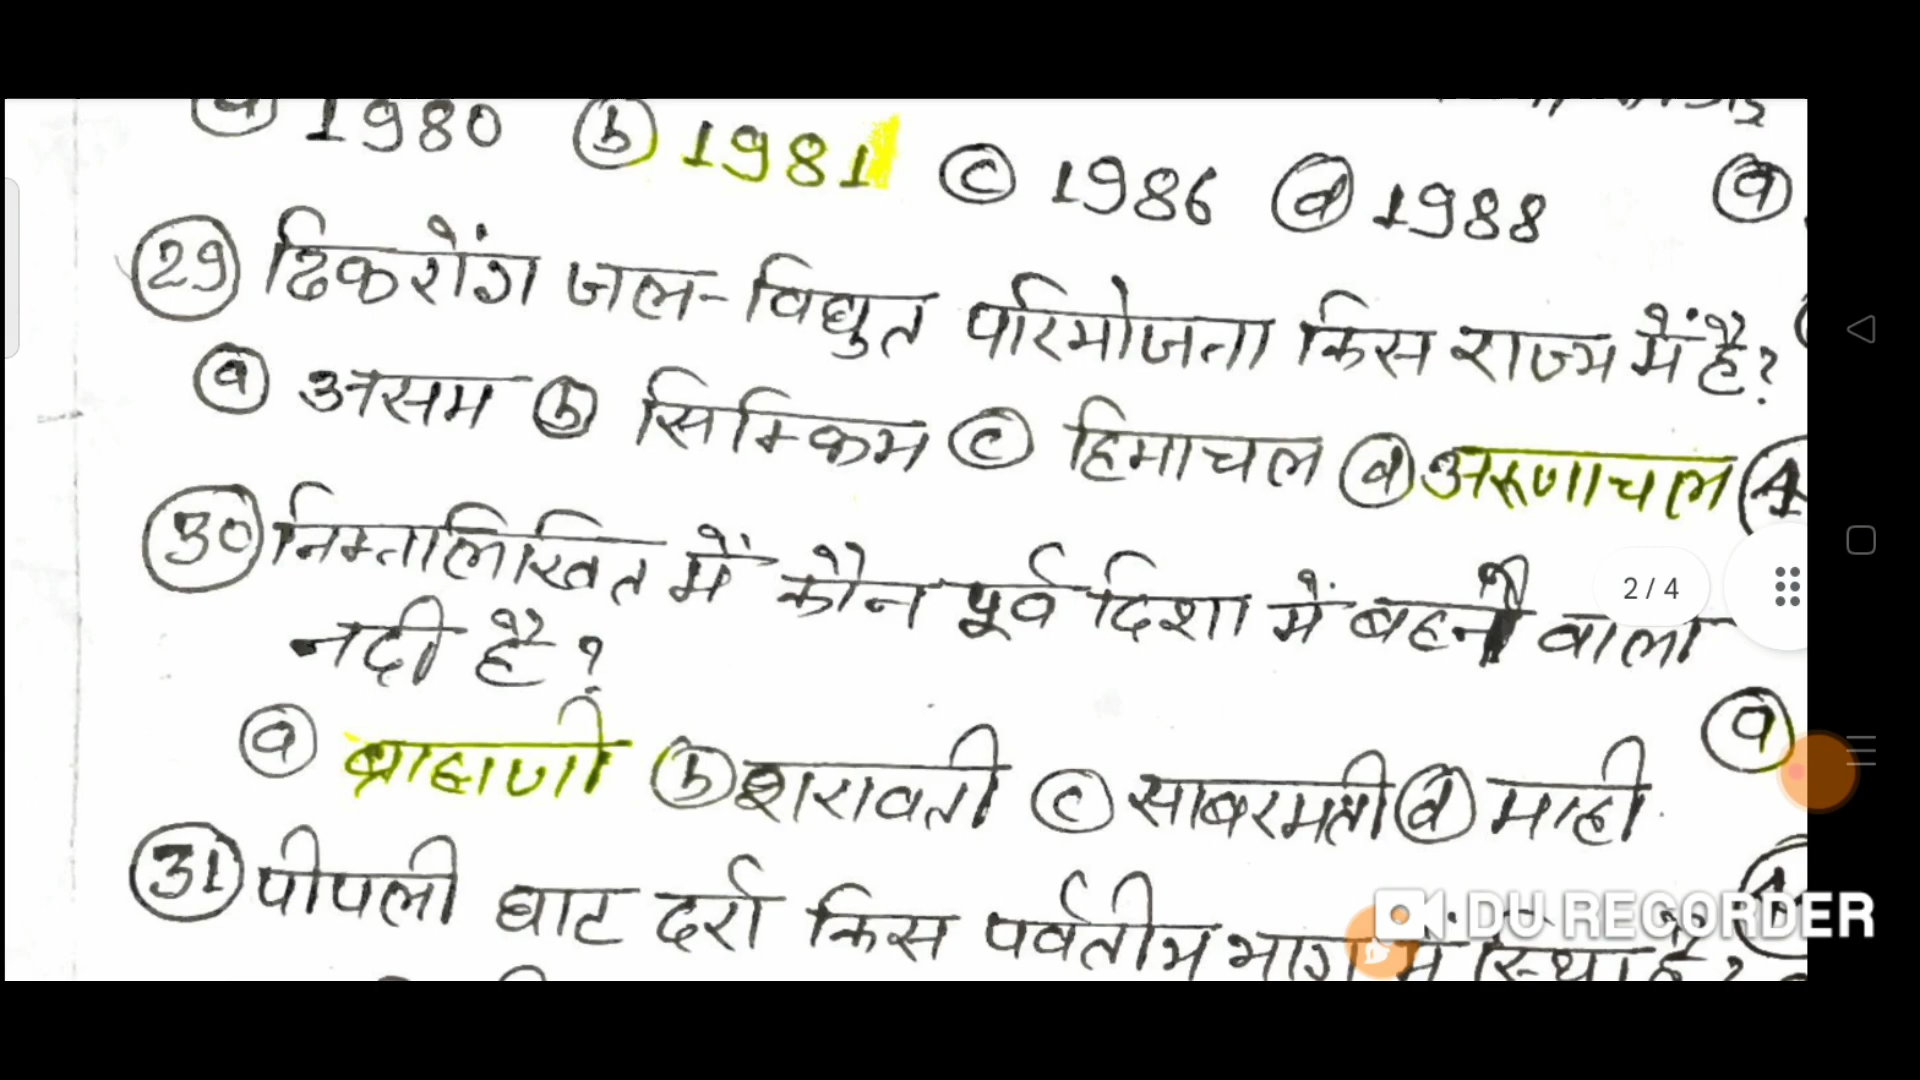 a 1980 b 1981 c 1986 d 1988
29 दिकरोंग जल-विद्युत परियोजना किस राज्य में है?
a असम b सिक्किम c हिमाचल d अरूणाचल
30 निम्नलिखित में कौन पूर्व दिशा में बहने वाली
नदी है?
a ब्राह्मणी b शरावती c साबरमती d माही
31 पीपली घाट दर्रा किस पर्वतीय भाग में है?
a
a
2/4
DU RECORDER